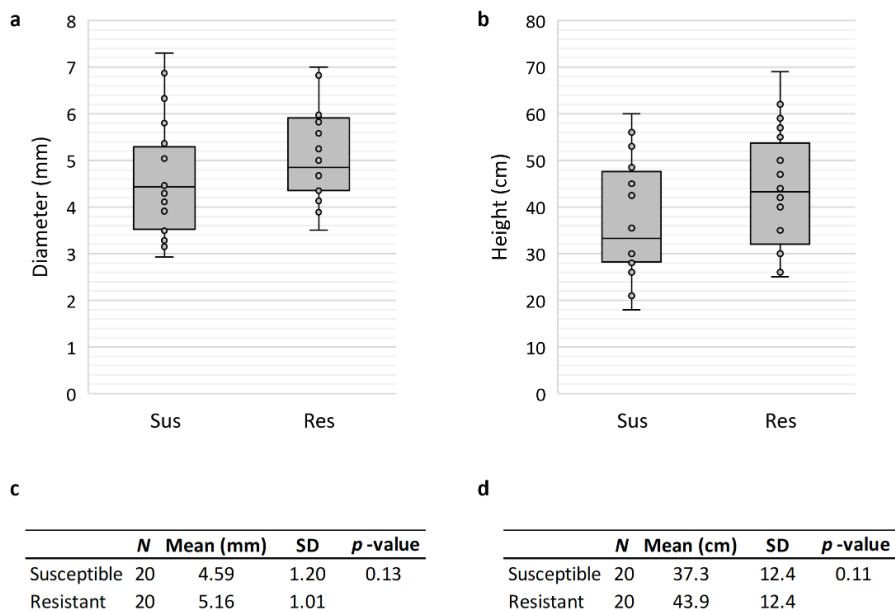 a
8
7
6
5
4
3
2
1
0
Diameter (mm)
Sus Res
b
80
70
60
50
40
30
20
10
0
Height (cm)
Sus Res
c
N Mean (mm) SD p -value
Susceptible 20 4.59 1.20 0.13
Resistant 20 5.16 1.01
d
N Mean (cm) SD p -value
Susceptible 20 37.3 12.4 0.11
Resistant 20 43.9 12.4